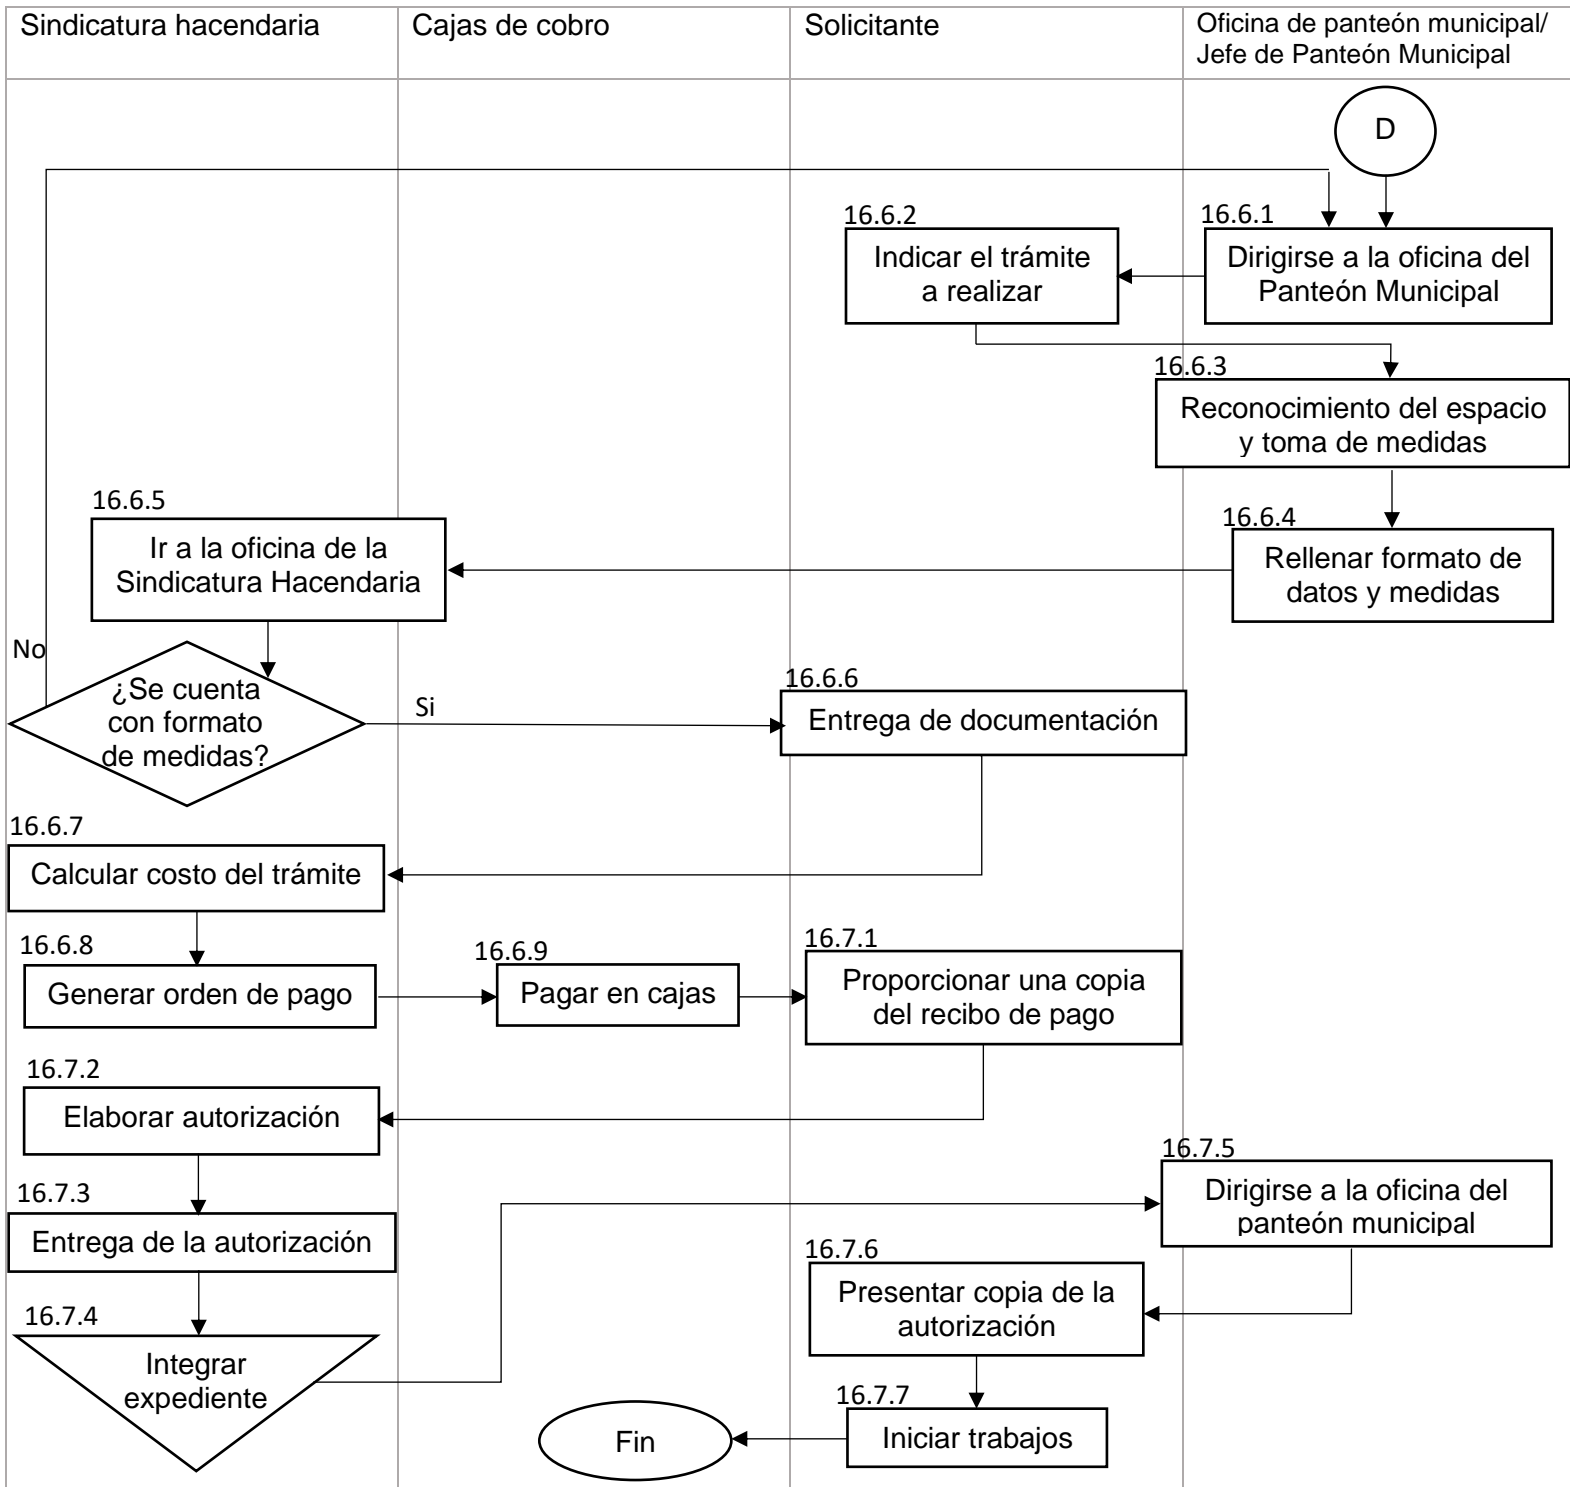 Sindicatura hacendaria
Cajas de cobro
Solicitante
Oficina de panteón municipal/
Jefe de Panteón Municipal
D
16.6.1
Dirigirse a la oficina del
Panteón Municipal
16.6.2
Indicar el trámite
a realizar
16.6.3
Reconocimiento del espacio
y toma de medidas
16.6.4
Rellenar formato de
datos y medidas
16.6.5
Ir a la oficina de la
Sindicatura Hacendaria
No
¿Se cuenta
con formato
de medidas?
Si
16.6.6
Entrega de documentación
16.6.7
Calcular costo del trámite
16.6.8
Generar orden de pago
16.6.9
Pagar en cajas
16.7.1
Proporcionar una copia
del recibo de pago
16.7.2
Elaborar autorización
16.7.3
Entrega de la autorización
16.7.4
Integrar
expediente
16.7.5
Dirigirse a la oficina del
panteón municipal
16.7.6
Presentar copia de la
autorización
16.7.7
Iniciar trabajos
Fin